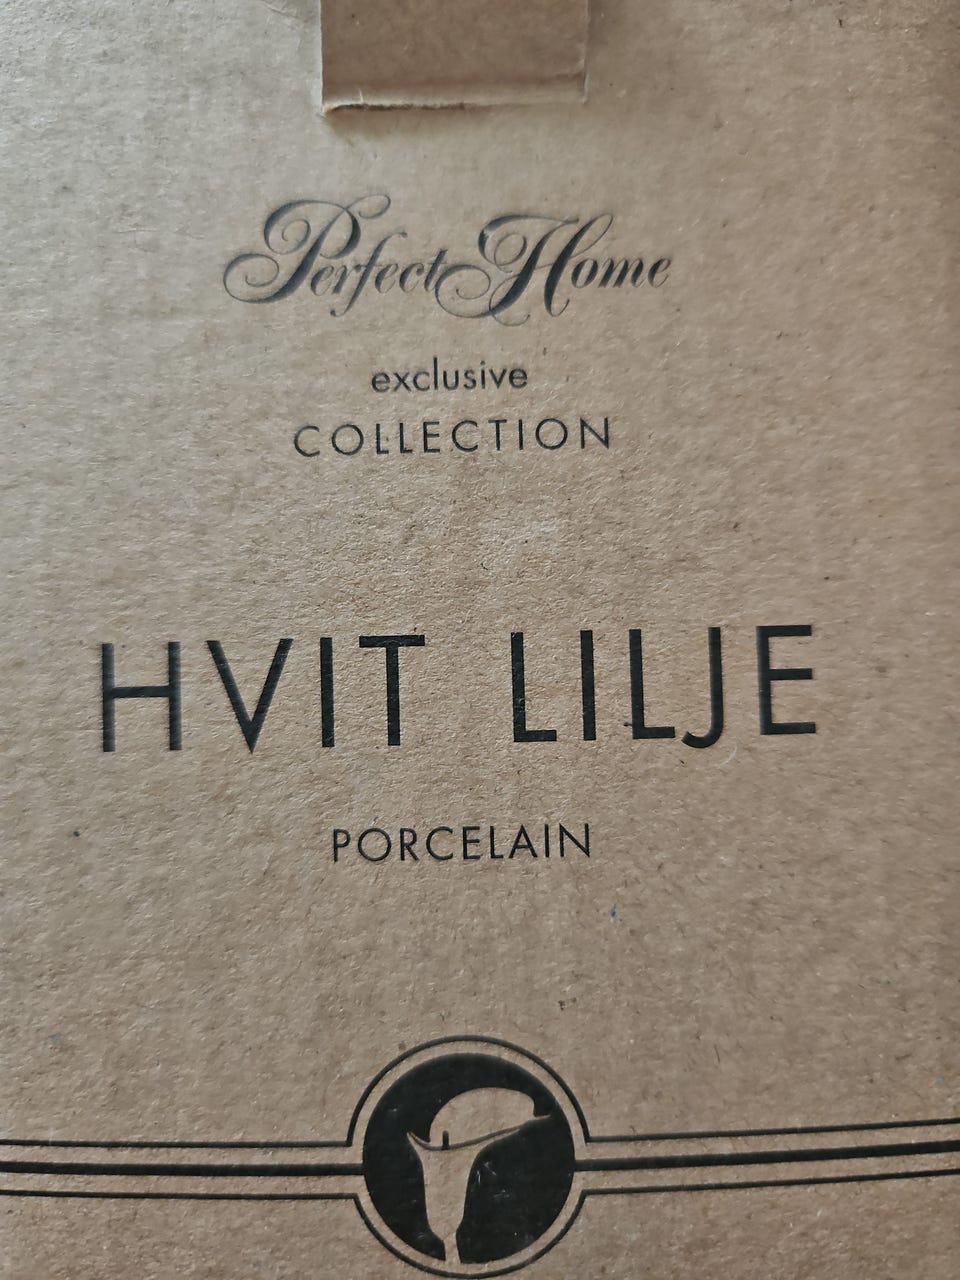 Perfect Home
exclusive
COLLECTION
HVIT LILJE
PORCELAIN